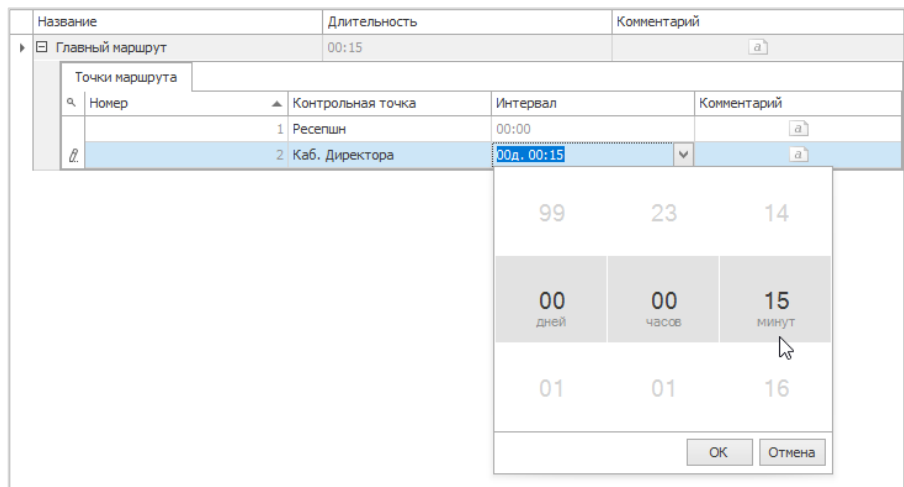 Название Длительность Комментарий
Главный маршрут 00:15 a
Точки маршрута
Номер Контрольная точка Интервал Комментарий
1 Ресепшн 00:00 a
2 Каб. Директора 00д. 00:15 a
99 23 14
00 00 15
дней часов минут
01 01 16
OK Отмена